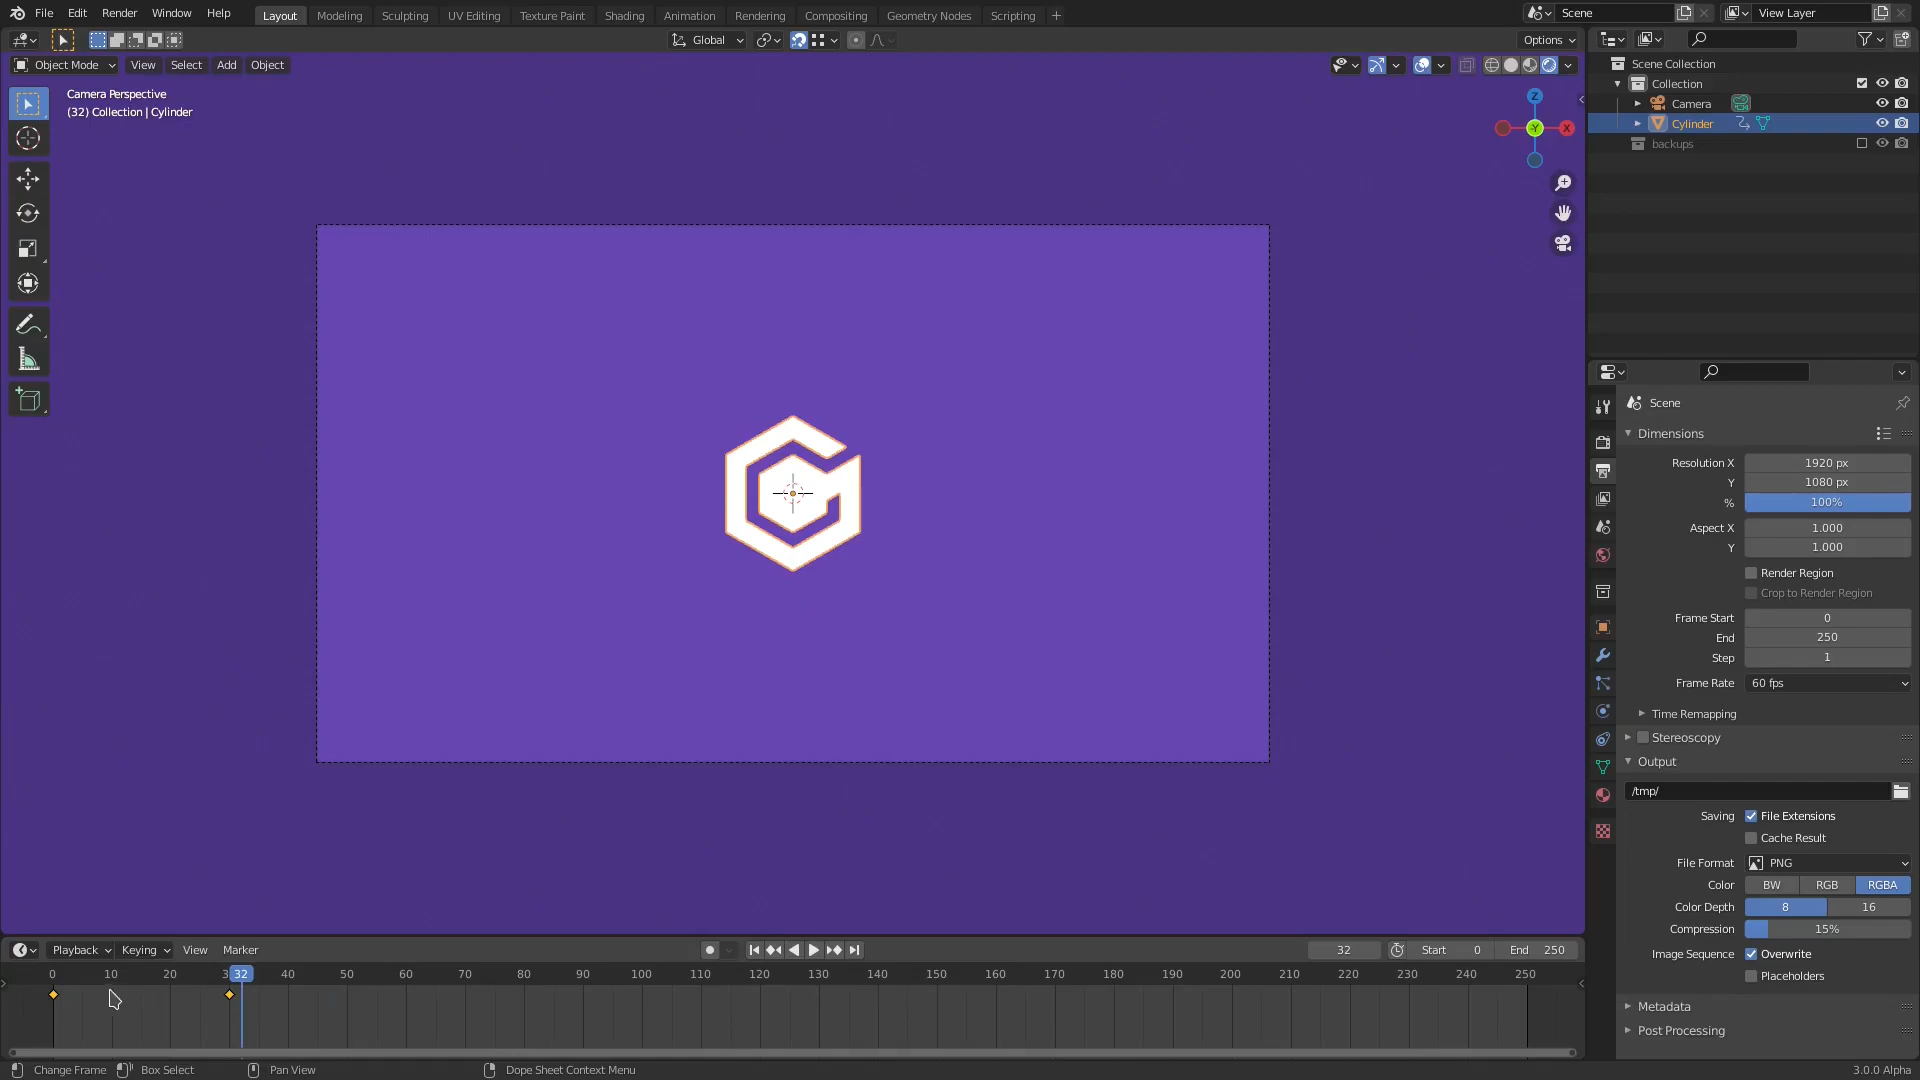 File Edit Render Window Help Layout Modeling Sculpting UV Editing Texture Paint Shading Animation Rendering Compositing Geometry Nodes Scripting + Scene View Layer
Global Options
Object Mode View Select Add Object
Camera Perspective
(32) Collection | Cylinder
Z
Y X
Scene Collection
Collection
Camera
Cylinder
backups
Scene
Dimensions
Resolution X 1920 px
Y 1080 px
% 100%
Aspect X 1.000
Y 1.000
Render Region
Crop to Render Region
Frame Start 0
End 250
Step 1
Frame Rate 60 fps
Time Remapping
Stereoscopy
Output
/tmp/
Saving File Extensions
Cache Result
File Format PNG
Color BW RGB RGBA
Color Depth 8 16
Compression 15%
Image Sequence Overwrite
Placeholders
Metadata
Post Processing
Playback Keying View Marker 32 Start 0 End 250
0 10 20 32 40 50 60 70 80 90 100 110 120 130 140 150 160 170 180 190 200 210 220 230 240 250
Change Frame Box Select Pan View Dope Sheet Context Menu 3.0.0 Alpha